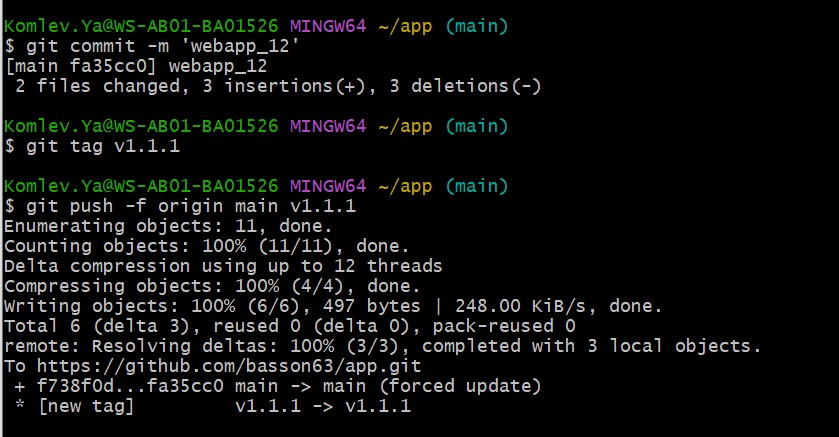 Komlev.Ya@WS-AB01-BA01526 MINGW64 ~/app (main)
$ git commit -m 'webapp_12'
[main fa35cc0] webapp_12
 2 files changed, 3 insertions(+), 3 deletions(-)

Komlev.Ya@WS-AB01-BA01526 MINGW64 ~/app (main)
$ git tag v1.1.1

Komlev.Ya@WS-AB01-BA01526 MINGW64 ~/app (main)
$ git push -f origin main v1.1.1
Enumerating objects: 11, done.
Counting objects: 100% (11/11), done.
Delta compression using up to 12 threads
Compressing objects: 100% (4/4), done.
Writing objects: 100% (6/6), 497 bytes | 248.00 KiB/s, done.
Total 6 (delta 3), reused 0 (delta 0), pack-reused 0
remote: Resolving deltas: 100% (3/3), completed with 3 local objects.
To https://github.com/basson63/app.git
 + f738f0d...fa35cc0 main -> main (forced update)
 * [new tag]         v1.1.1 -> v1.1.1